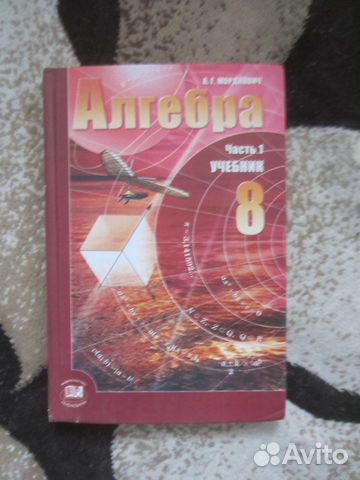 А. Г. МОРДКОВИЧ
Алгебра
Часть 1
УЧЕБНИК
8
N ⊂ Z, Z ⊂ Q, Q ⊂
Avito